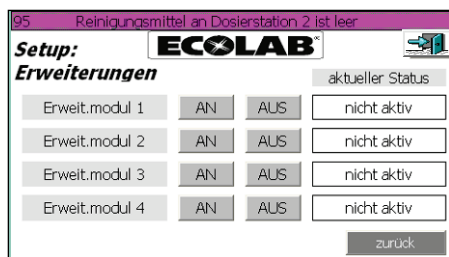 95 Reinigungsmittel an Dosierstation 2 ist leer
Setup: ECOLAB®
Erweiterungen
aktueller Status
Erweit.modul 1 AN AUS nicht aktiv
Erweit.modul 2 AN AUS nicht aktiv
Erweit.modul 3 AN AUS nicht aktiv
Erweit.modul 4 AN AUS nicht aktiv
zurück